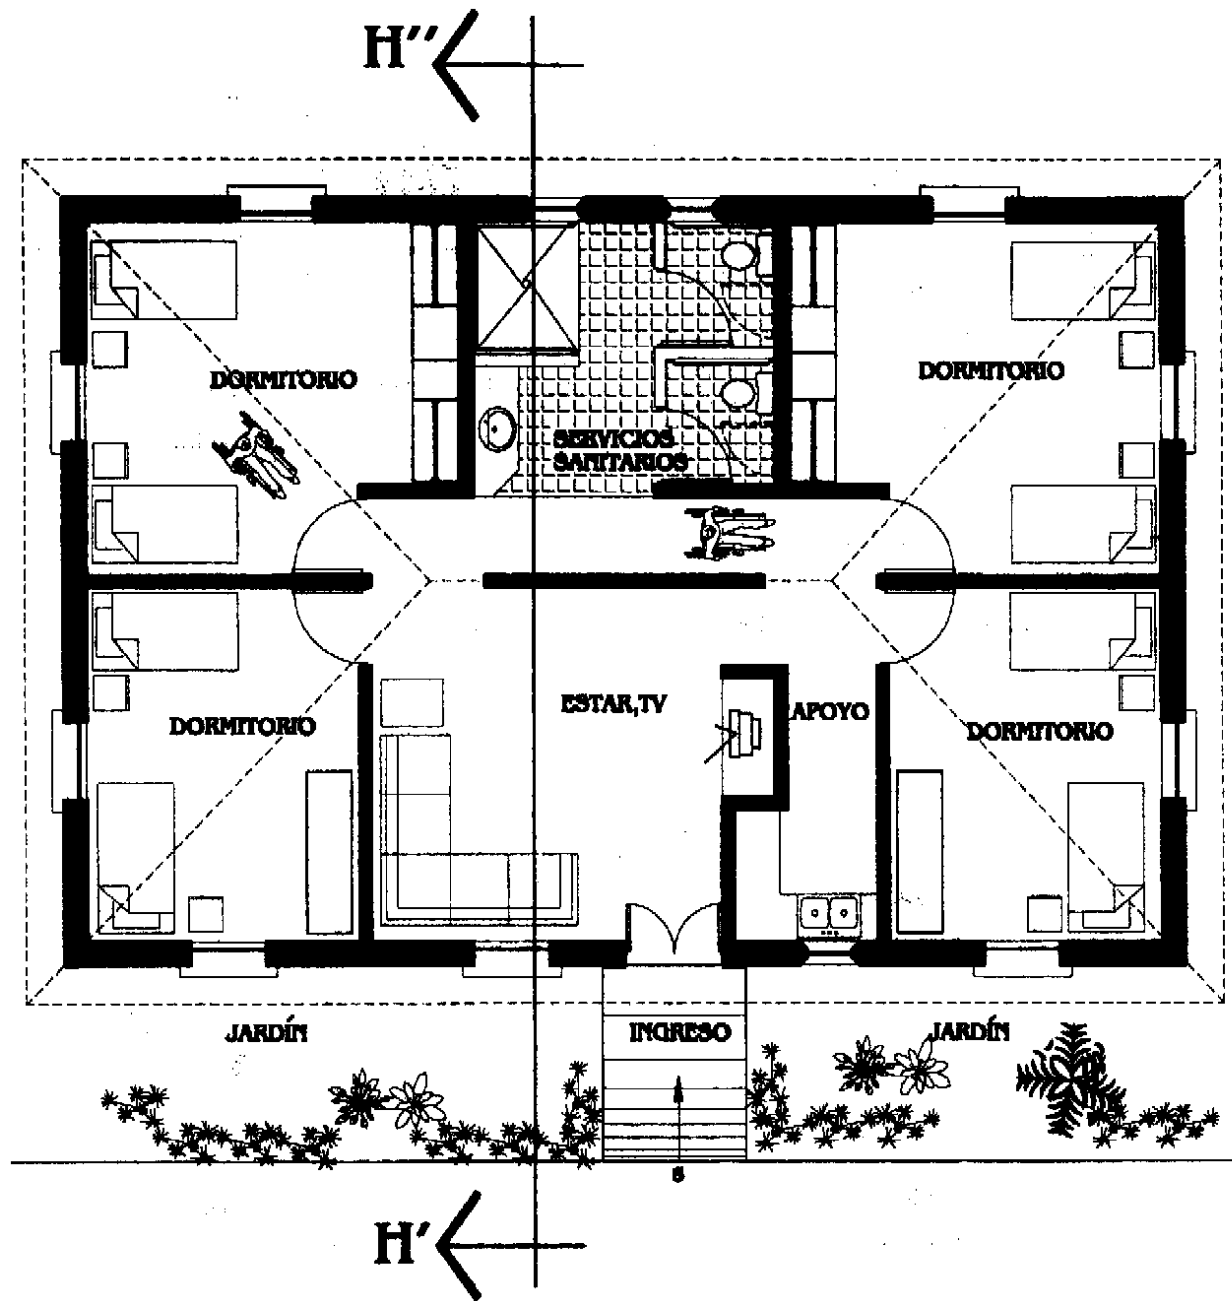 H''
DORMITORIO
DORMITORIO
SERVICIOS
SANITARIOS
ESTAR,TV
APOYO
DORMITORIO
DORMITORIO
JARDÍN
INGRESO
JARDÍN
S
H'